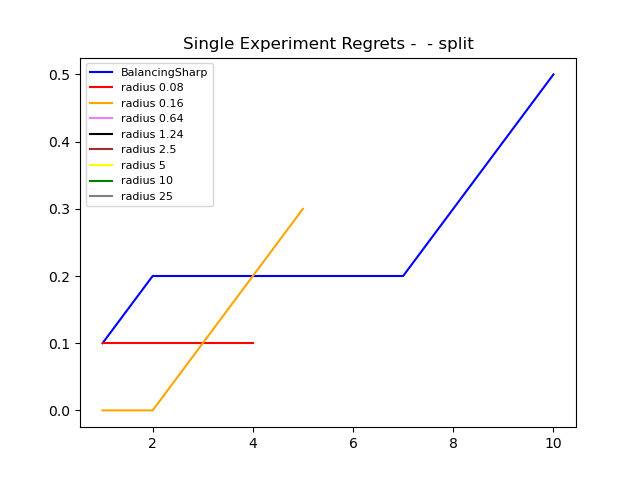 Single Experiment Regrets -  - split
BalancingSharp
radius 0.08
radius 0.16
radius 0.64
radius 1.24
radius 2.5
radius 5
radius 10
radius 25
0.5
0.4
0.3
0.2
0.1
0.0
2 4 6 8 10